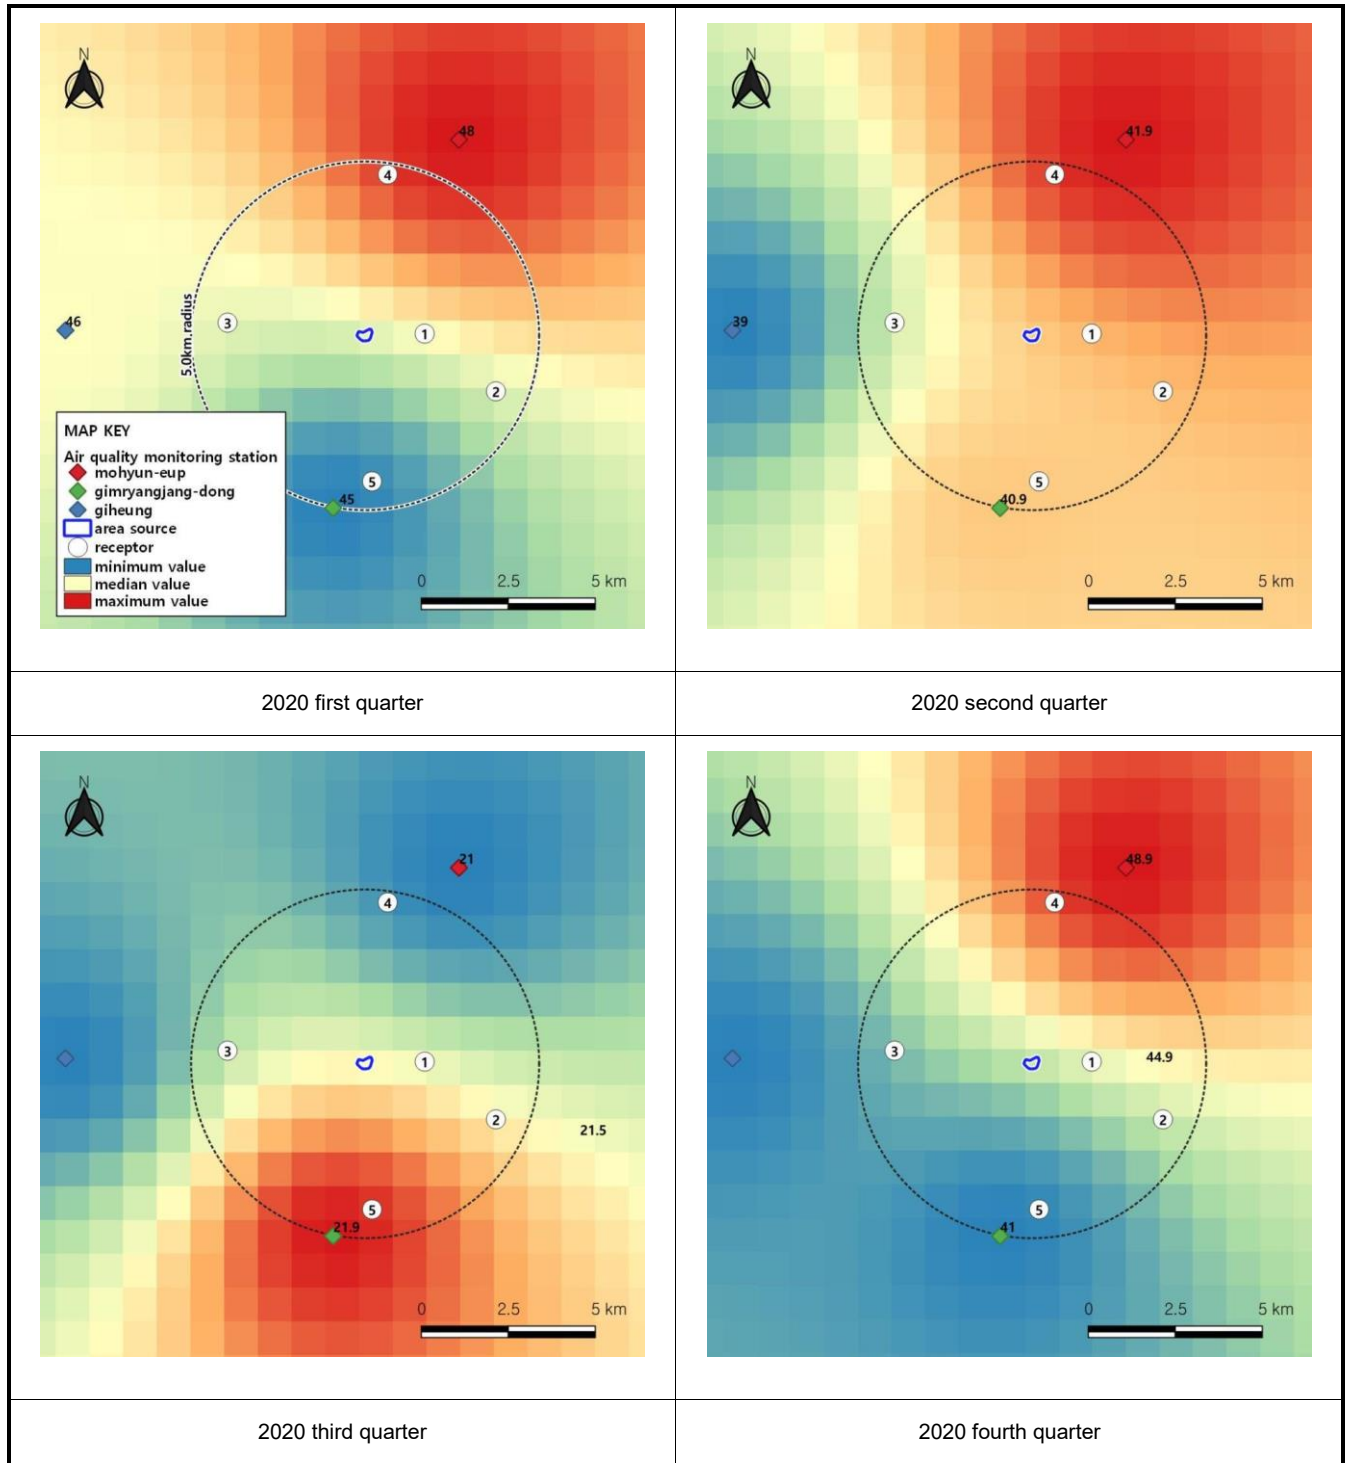 N
48
4
46
3
1
5.0km.radius
2
MAP KEY
Air quality monitoring station
mohyun-eup
gimryangjang-dong
giheung
area source
receptor
minimum value
median value
maximum value
5
45
0 2.5 5 km
N
41.9
4
39
3
1
2
5
40.9
0 2.5 5 km
2020 first quarter
2020 second quarter
N
21
4
3
1
2
21.5
5
21.9
0 2.5 5 km
N
48.9
4
3
1
44.9
2
5
41
0 2.5 5 km
2020 third quarter
2020 fourth quarter